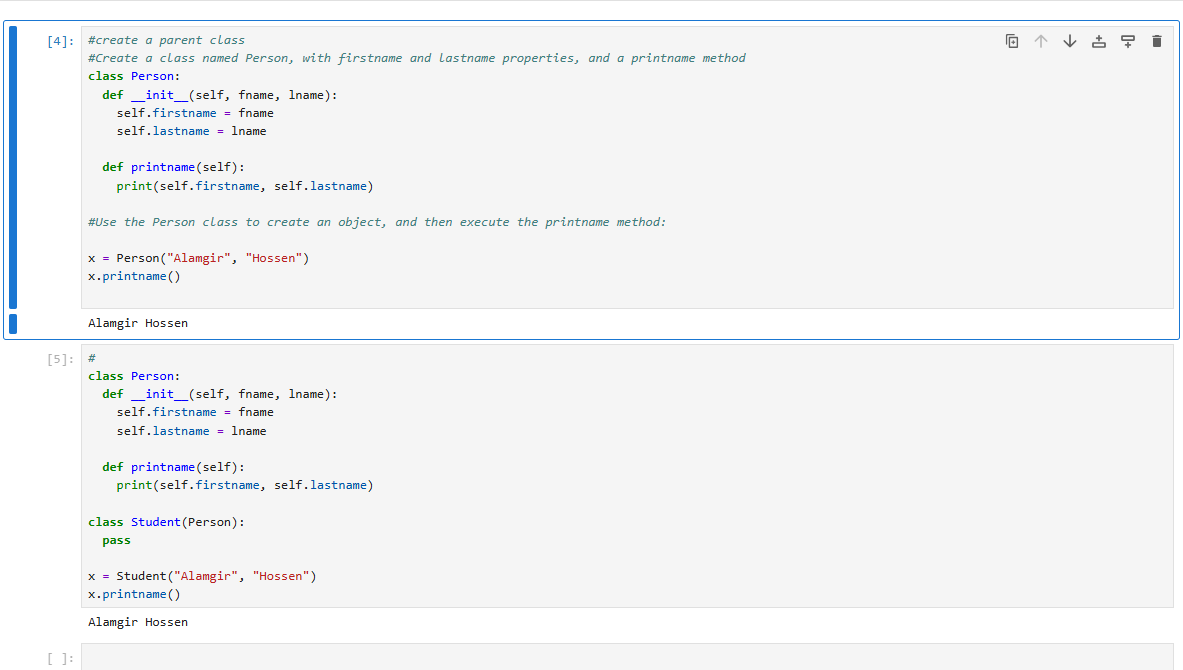 [4]: #create a parent class
#Create a class named Person, with firstname and lastname properties, and a printname method
class Person:
  def __init__(self, fname, lname):
    self.firstname = fname
    self.lastname = lname

  def printname(self):
    print(self.firstname, self.lastname)

#Use the Person class to create an object, and then execute the printname method:

x = Person("Alamgir", "Hossen")
x.printname()

Alamgir Hossen
[5]: #
class Person:
  def __init__(self, fname, lname):
    self.firstname = fname
    self.lastname = lname

  def printname(self):
    print(self.firstname, self.lastname)

class Student(Person):
  pass

x = Student("Alamgir", "Hossen")
x.printname()
Alamgir Hossen
[ ]: